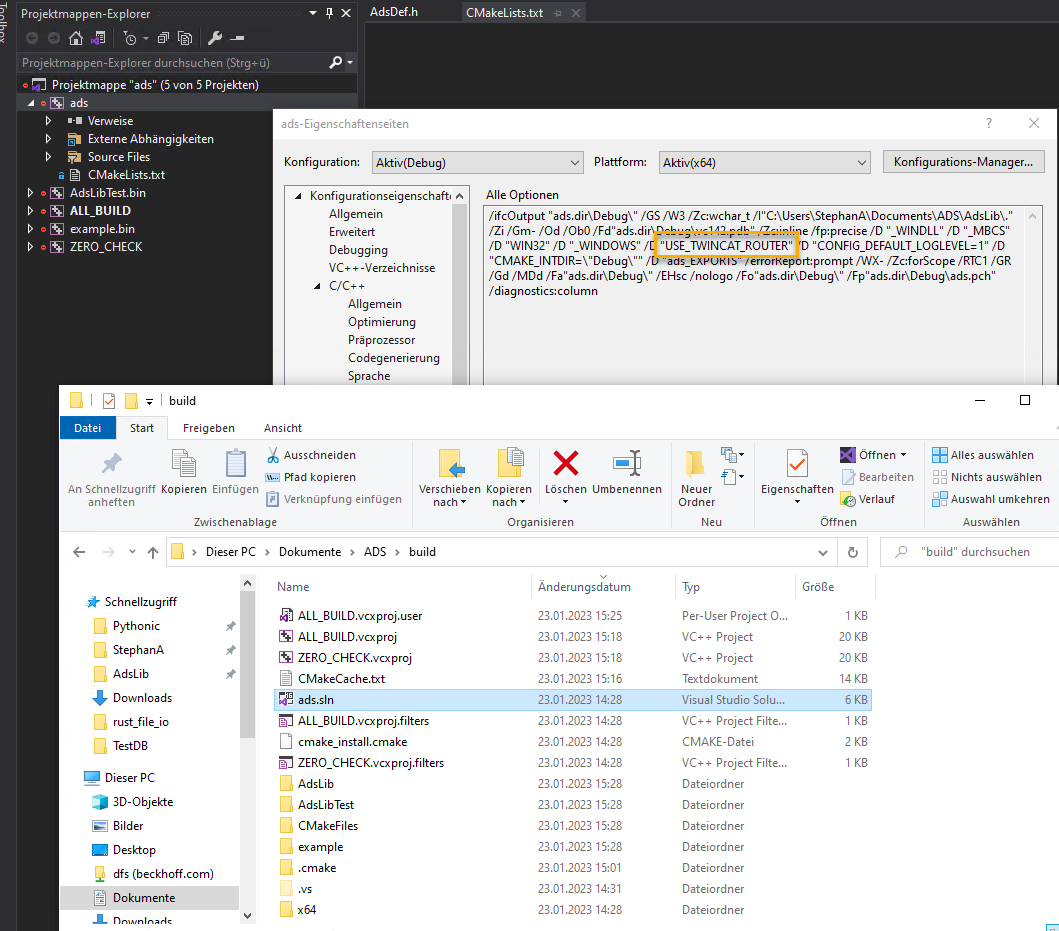 Toolbox
Projektmappen-Explorer
AdsDef.h
CMakeLists.txt
Projektmappen-Explorer durchsuchen (Strg+ü)
Projektmappe "ads" (5 von 5 Projekten)
ads
Verweise
Externe Abhängigkeiten
Source Files
CMakeLists.txt
AdsLibTest.bin
ALL_BUILD
example.bin
ZERO_CHECK
ads-Eigenschaftenseiten
Konfiguration:
Aktiv(Debug)
Plattform:
Aktiv(x64)
Konfigurations-Manager...
Konfigurationseigenschaft
Allgemein
Erweitert
Debugging
VC++-Verzeichnisse
C/C++
Allgemein
Optimierung
Präprozessor
Codegenerierung
Sprache
Alle Optionen
/ifcOutput "ads.dir\Debug\" /GS /W3 /Zc:wchar_t /I"C:\Users\StephanA\Documents\ADS\AdsLib\."
/Zi /Gm- /Od /Ob0 /Fd"ads.dir\Debug\vc142.pdb" /Zc:inline /fp:precise /D "_WINDLL" /D "_MBCS"
/D "WIN32" /D "_WINDOWS" /D "USE_TWINCAT_ROUTER" /D "CONFIG_DEFAULT_LOGLEVEL=1" /D
"CMAKE_INTDIR=\"Debug\"" /D "ads_EXPORTS" /errorReport:prompt /WX- /Zc:forScope /RTC1 /GR
/Gd /MDd /Fa"ads.dir\Debug\" /EHsc /nologo /Fo"ads.dir\Debug\" /Fp"ads.dir\Debug\ads.pch"
/diagnostics:column
build
Datei
Start
Freigeben
Ansicht
An Schnellzugriff
anheften
Kopieren
Einfügen
Ausschneiden
Pfad kopieren
Verknüpfung einfügen
Zwischenablage
Verschieben
nach
Kopieren
nach
Löschen
Umbenennen
Organisieren
Neuer
Ordner
Neu
Eigenschaften
Öffnen
Bearbeiten
Verlauf
Öffnen
Alles auswählen
Nichts auswählen
Auswahl umkehren
Auswählen
Dieser PC > Dokumente > ADS > build
"build" durchsuchen
Schnellzugriff
Pythonic
StephanA
AdsLib
Downloads
rust_file_io
TestDB
Dieser PC
3D-Objekte
Bilder
Desktop
dfs (beckhoff.com)
Dokumente
Downloads
Name Änderungsdatum Typ Größe
ALL_BUILD.vcxproj.user 23.01.2023 15:25 Per-User Project O... 1 KB
ALL_BUILD.vcxproj 23.01.2023 15:18 VC++ Project 20 KB
ZERO_CHECK.vcxproj 23.01.2023 15:18 VC++ Project 20 KB
CMakeCache.txt 23.01.2023 15:16 Textdokument 14 KB
ads.sln 23.01.2023 14:28 Visual Studio Solu... 6 KB
ALL_BUILD.vcxproj.filters 23.01.2023 14:28 VC++ Project Filte... 1 KB
cmake_install.cmake 23.01.2023 14:28 CMAKE-Datei 2 KB
ZERO_CHECK.vcxproj.filters 23.01.2023 14:28 VC++ Project Filte... 1 KB
AdsLib 23.01.2023 15:28 Dateiordner
AdsLibTest 23.01.2023 15:28 Dateiordner
CMakeFiles 23.01.2023 15:28 Dateiordner
example 23.01.2023 15:28 Dateiordner
.cmake 23.01.2023 15:01 Dateiordner
.vs 23.01.2023 14:31 Dateiordner
x64 23.01.2023 14:28 Dateiordner